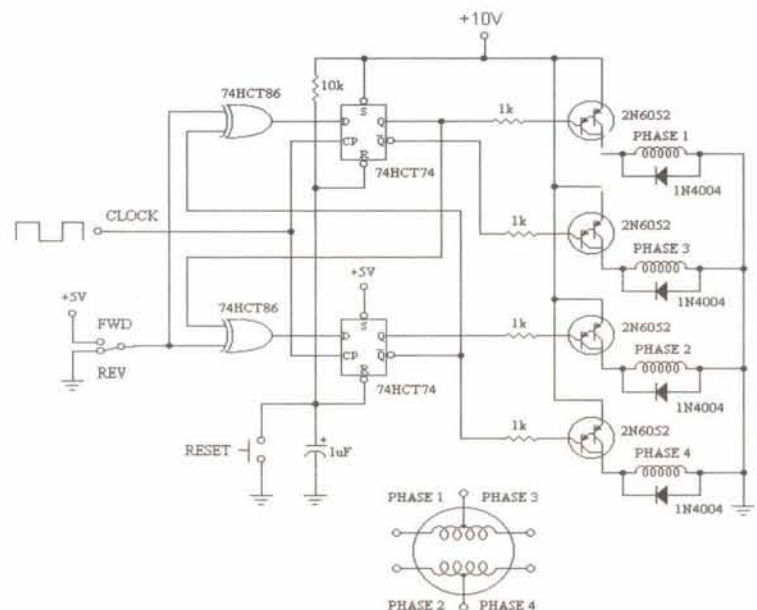 +10V
74HCT86
10k
S
D
Q
CP
Q
R
74HCT74
1k
2N6052
PHASE 1
1N4004
CLOCK
1k
2N6052
PHASE 3
1N4004
+5V
FWD
REV
74HCT86
+5V
S
D
Q
CP
Q
R
74HCT74
1k
2N6052
PHASE 2
1N4004
RESET
+
1uF
1k
2N6052
PHASE 4
1N4004
PHASE 1 PHASE 3
PHASE 2 PHASE 4